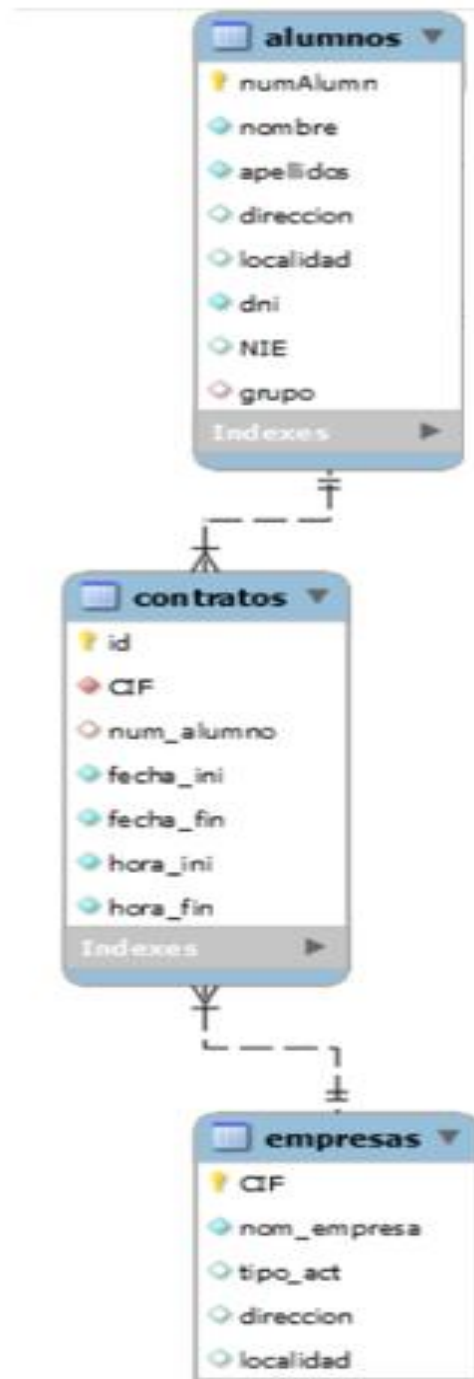 alumnos
numAlumn
nombre
apellidos
direccion
localidad
dni
NIE
grupo
Indexes
contratos
id
CIF
num_alumno
fecha_ini
fecha_fin
hora_ini
hora_fin
Indexes
empresas
CIF
nom_empresa
tipo_act
direccion
localidad